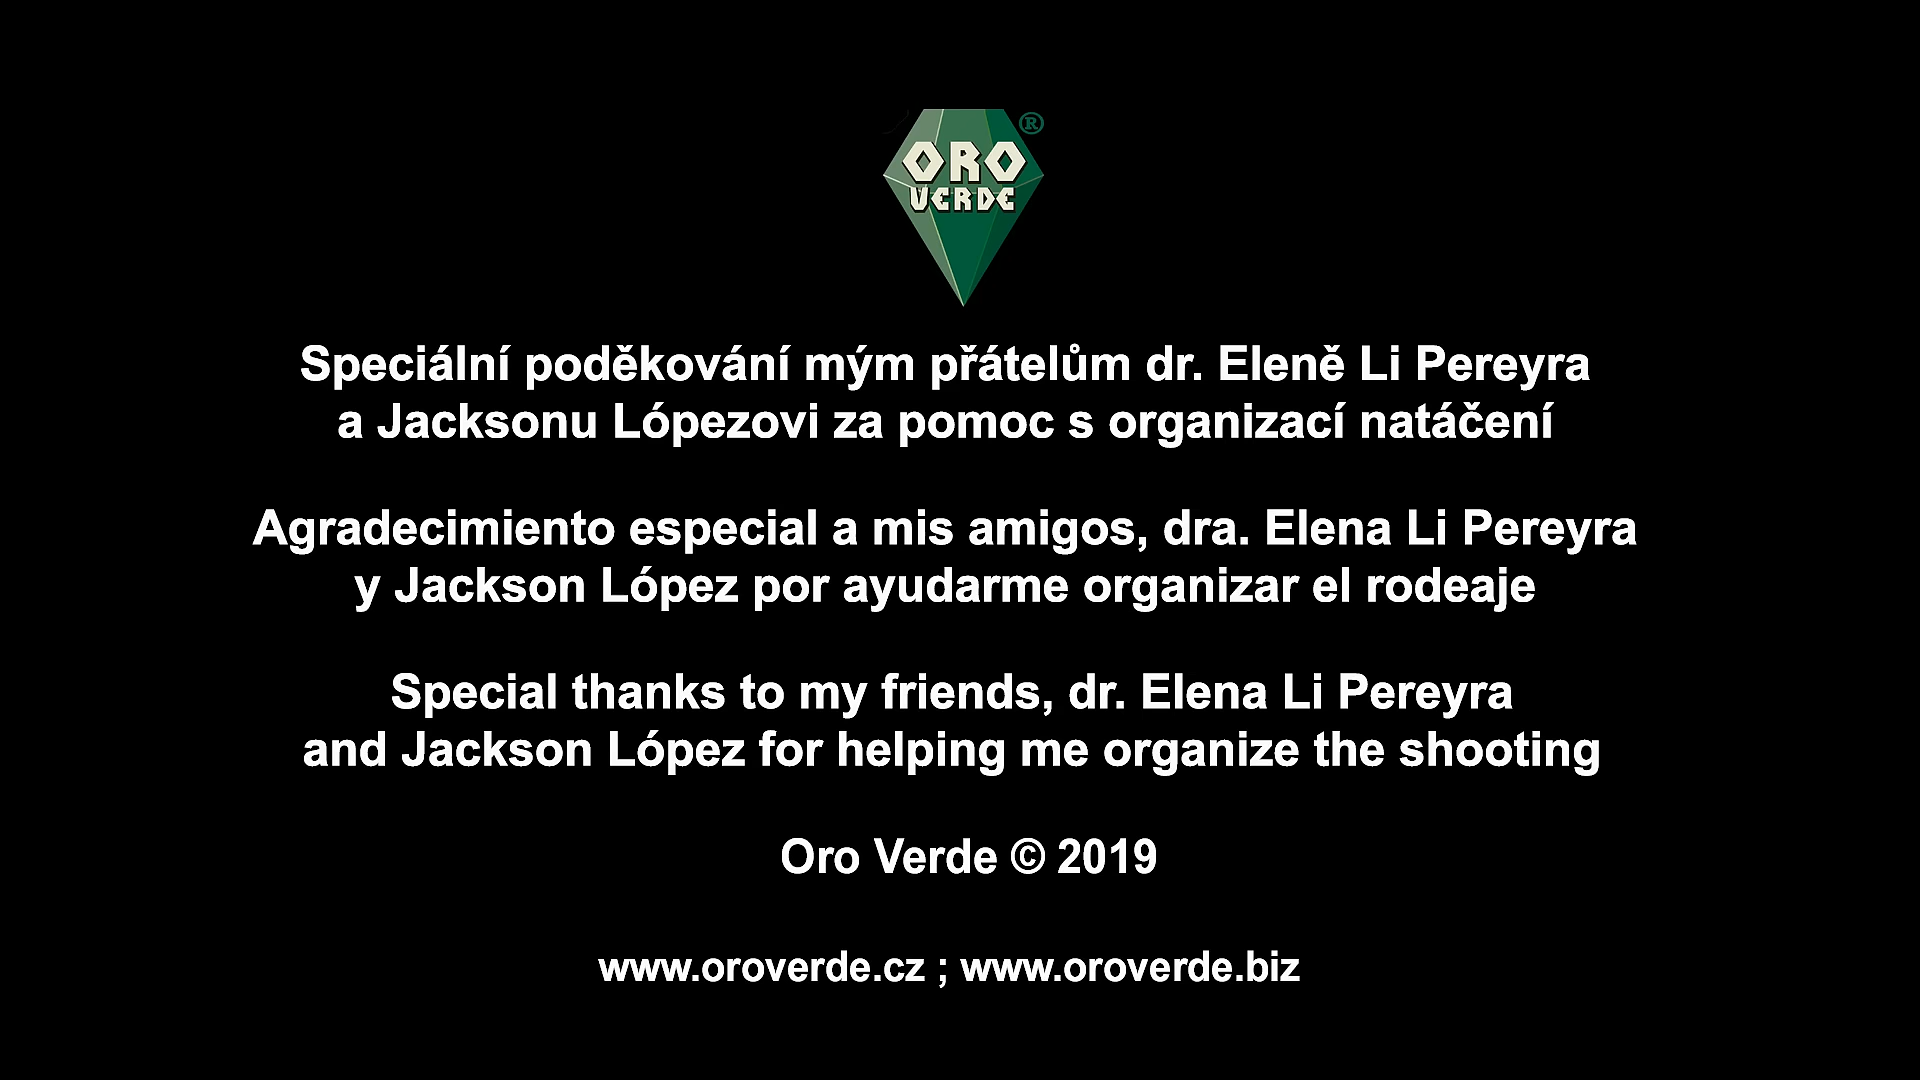 ORO
VERDE
®
Speciální poděkování mým přátelům dr. Eleně Li Pereyra
a Jacksonu Lópezovi za pomoc s organizací natáčení
Agradecimiento especial a mis amigos, dra. Elena Li Pereyra
y Jackson López por ayudarme organizar el rodeaje
Special thanks to my friends, dr. Elena Li Pereyra
and Jackson López for helping me organize the shooting
Oro Verde © 2019
www.oroverde.cz ; www.oroverde.biz